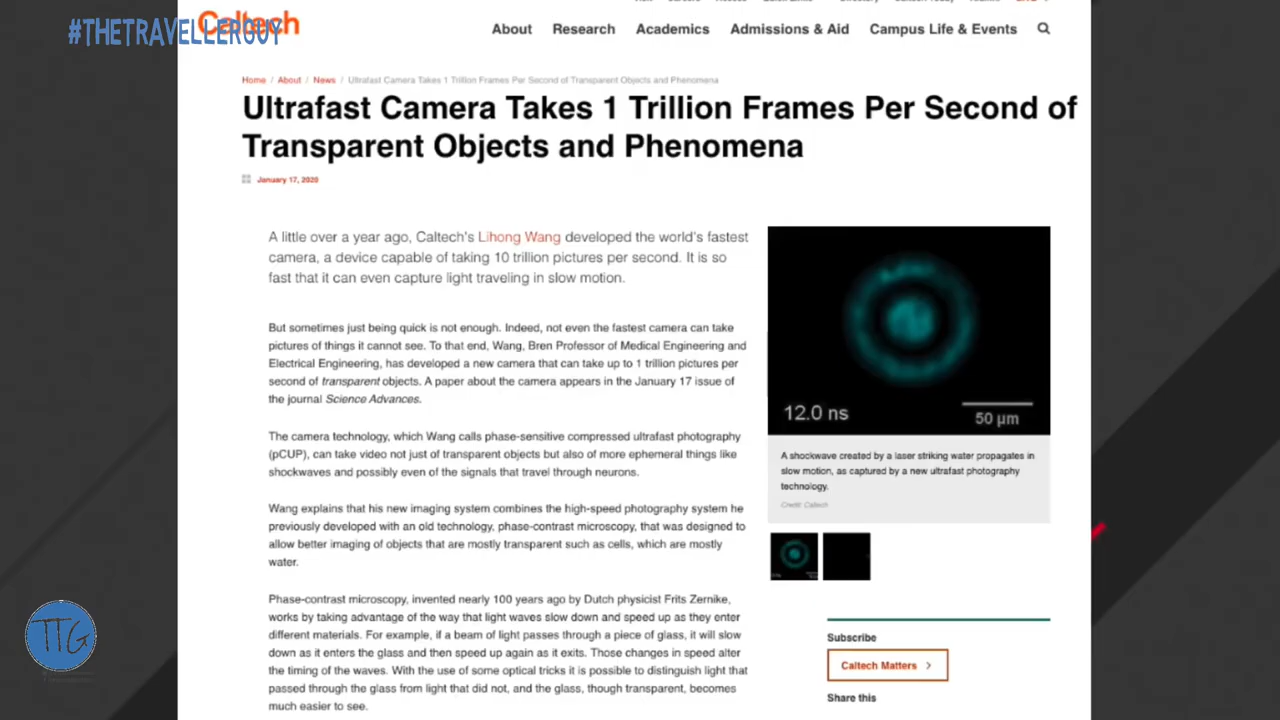 #THETRAVELLERGUY
Caltech
About Research Academics Admissions & Aid Campus Life & Events
Home / About / News / Ultrafast Camera Takes 1 Trillion Frames Per Second of Transparent Objects and Phenomena
Ultrafast Camera Takes 1 Trillion Frames Per Second of
Transparent Objects and Phenomena
January 17, 2020
A little over a year ago, Caltech's Lihong Wang developed the world's fastest
camera, a device capable of taking 10 trillion pictures per second. It is so
fast that it can even capture light traveling in slow motion.
But sometimes just being quick is not enough. Indeed, not even the fastest camera can take
pictures of things it cannot see. To that end, Wang, Bren Professor of Medical Engineering and
Electrical Engineering, has developed a new camera that can take up to 1 trillion pictures per
second of transparent objects. A paper about the camera appears in the January 17 issue of
the journal Science Advances.
The camera technology, which Wang calls phase-sensitive compressed ultrafast photography
(pCUP), can take video not just of transparent objects but also of more ephemeral things like
shockwaves and possibly even of the signals that travel through neurons.
Wang explains that his new imaging system combines the high-speed photography system he
previously developed with an old technology, phase-contrast microscopy, that was designed to
allow better imaging of objects that are mostly transparent such as cells, which are mostly
water.
Phase-contrast microscopy, invented nearly 100 years ago by Dutch physicist Frits Zernike,
works by taking advantage of the way that light waves slow down and speed up as they enter
different materials. For example, if a beam of light passes through a piece of glass, it will slow
down as it enters the glass and then speed up again as it exits. Those changes in speed alter
the timing of the waves. With the use of some optical tricks it is possible to distinguish light that
passed through the glass from light that did not, and the glass, though transparent, becomes
much easier to see.
12.0 ns
50 μm
A shockwave created by a laser striking water propagates in
slow motion, as captured by a new ultrafast photography
technology.
Credit: Caltech
Subscribe
Caltech Matters >
Share this
TTG